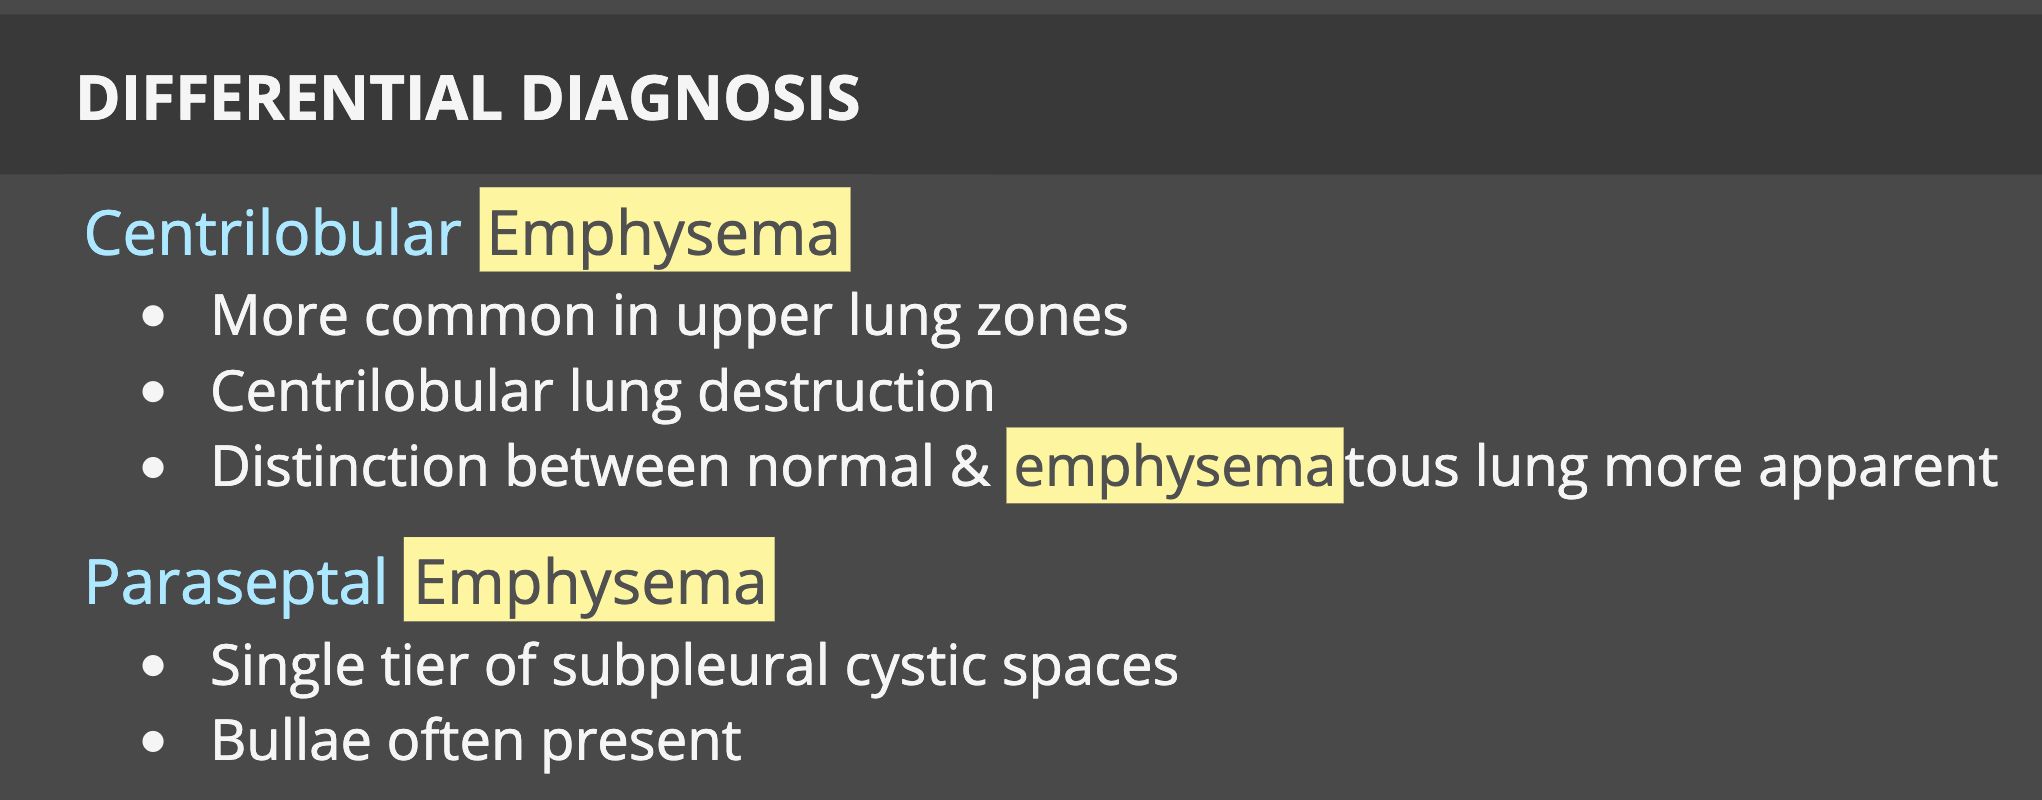 DIFFERENTIAL DIAGNOSIS
Centrilobular Emphysema
• More common in upper lung zones
• Centrilobular lung destruction
• Distinction between normal & emphysematous lung more apparent
Paraseptal Emphysema
• Single tier of subpleural cystic spaces
• Bullae often present